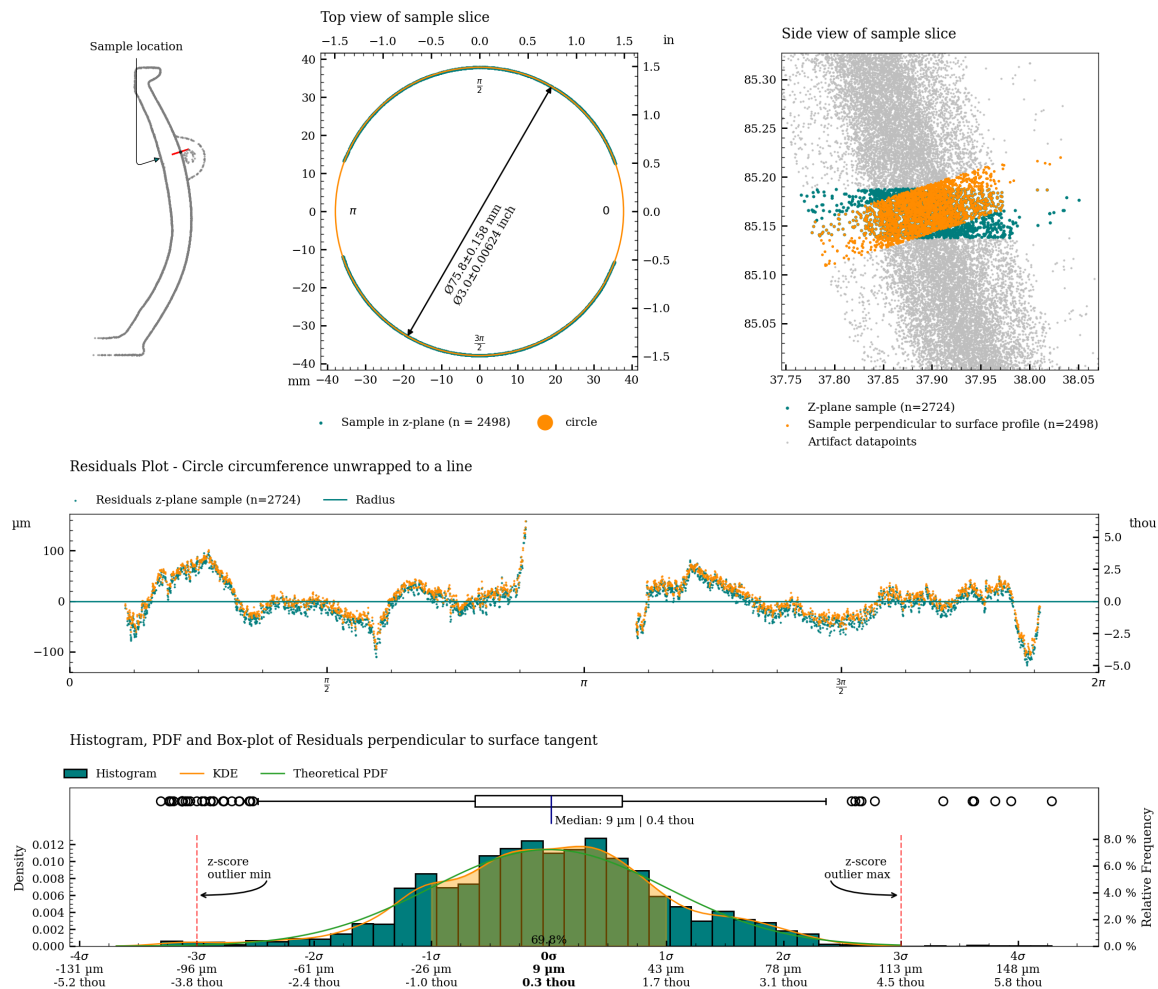 Sample location
Top view of sample slice
−1.5 −1.0 −0.5 0.0 0.5 1.0 1.5 in
40
30
20
10
0
−10
−20
−30
−40
1.5
1.0
0.5
0.0
−0.5
−1.0
−1.5
π/2
π
0
3π/2
Ø75.8±0.158 mm
Ø3.0±0.00624 inch
mm −40 −30 −20 −10 0 10 20 30 40
Sample in z-plane (n = 2498) circle
Side view of sample slice
85.30
85.25
85.20
85.15
85.10
85.05
37.75 37.80 37.85 37.90 37.95 38.00 38.05
Z-plane sample (n=2724)
Sample perpendicular to surface profile (n=2498)
Artifact datapoints
Residuals Plot - Circle circumference unwrapped to a line
Residuals z-plane sample (n=2724) Radius
µm
100
0
−100
thou
5.0
2.5
0.0
−2.5
−5.0
0 π/2 π 3π/2 2π
Histogram, PDF and Box-plot of Residuals perpendicular to surface tangent
Histogram KDE Theoretical PDF
Median: 9 µm | 0.4 thou
Density
0.012
0.010
0.008
0.006
0.004
0.002
0.000
z-score
outlier min
z-score
outlier max
8.0 %
6.0 %
4.0 %
2.0 %
0.0 %
Relative Frequency
69.8%
-4σ -3σ -2σ -1σ 0σ 1σ 2σ 3σ 4σ
-131 µm -96 µm -61 µm -26 µm 9 µm 43 µm 78 µm 113 µm 148 µm
-5.2 thou -3.8 thou -2.4 thou -1.0 thou 0.3 thou 1.7 thou 3.1 thou 4.5 thou 5.8 thou